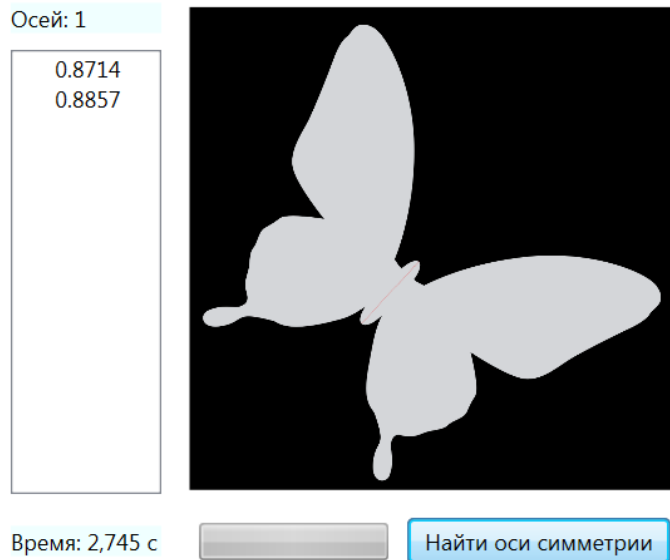 Осей: 1
0.8714
0.8857
Время: 2,745 с
Найти оси симметрии